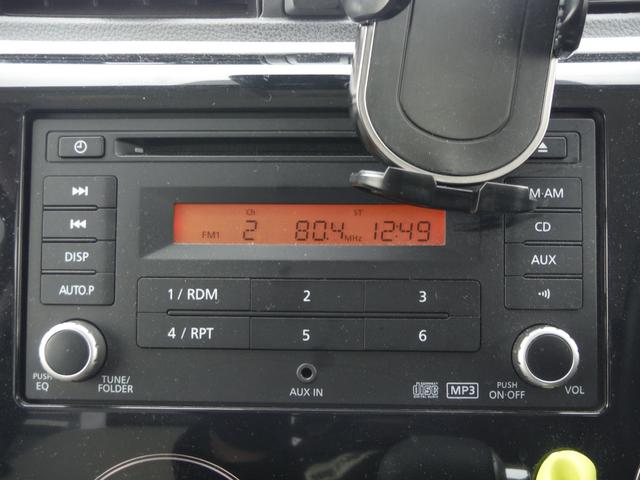 M·AM
Ch
ST
FM1 2 80.4 MHz 12:49
CD
DISP
AUX
AUTO.P
1 / RDM
2
3
4 / RPT
5
6
PUSH
EQ
TUNE/
FOLDER
AUX IN
MP3
PUSH
ON·OFF
VOL